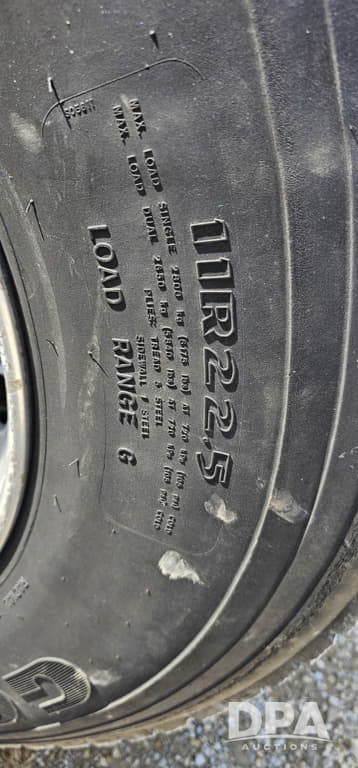 11R22.5
MAX. LOAD SINGLE 2800 kg (6175 lbs) AT 720 kPa (105 psi) COLD
MAX. LOAD DUAL 2650 kg (5840 lbs) AT 720 kPa (105 psi) COLD
PLIES: TREAD 5 STEEL
SIDEWALL 1 STEEL
LOAD RANGE G
DPA
AUCTIONS